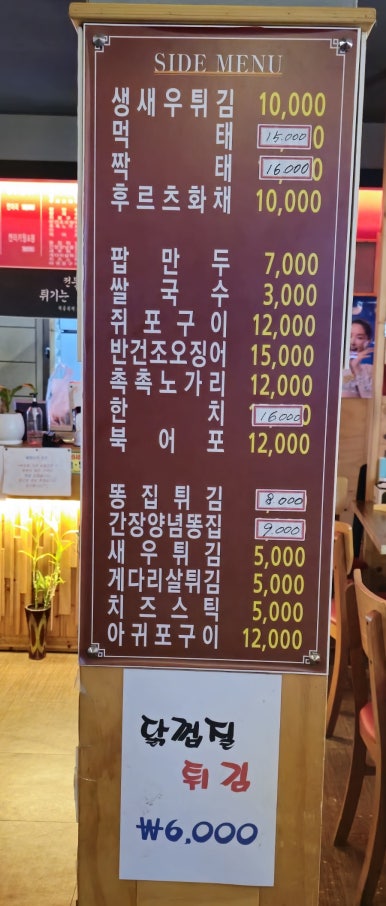 SIDE MENU
생새우튀김 10,000
먹태 15.000
짝태 16.000
후르츠화채 10,000
팝만두 7,000
쌀국수 3,000
쥐포구이 12,000
반건조오징어 15,000
촉촉노가리 12,000
한치 16.000
북어포 12,000
똥집튀김 8.000
간장양념똥집 9.000
새우튀김 5,000
게다리살튀김 5,000
치즈스틱 5,000
아귀포구이 12,000
닭껍질
튀김
₩6.000
튀기는